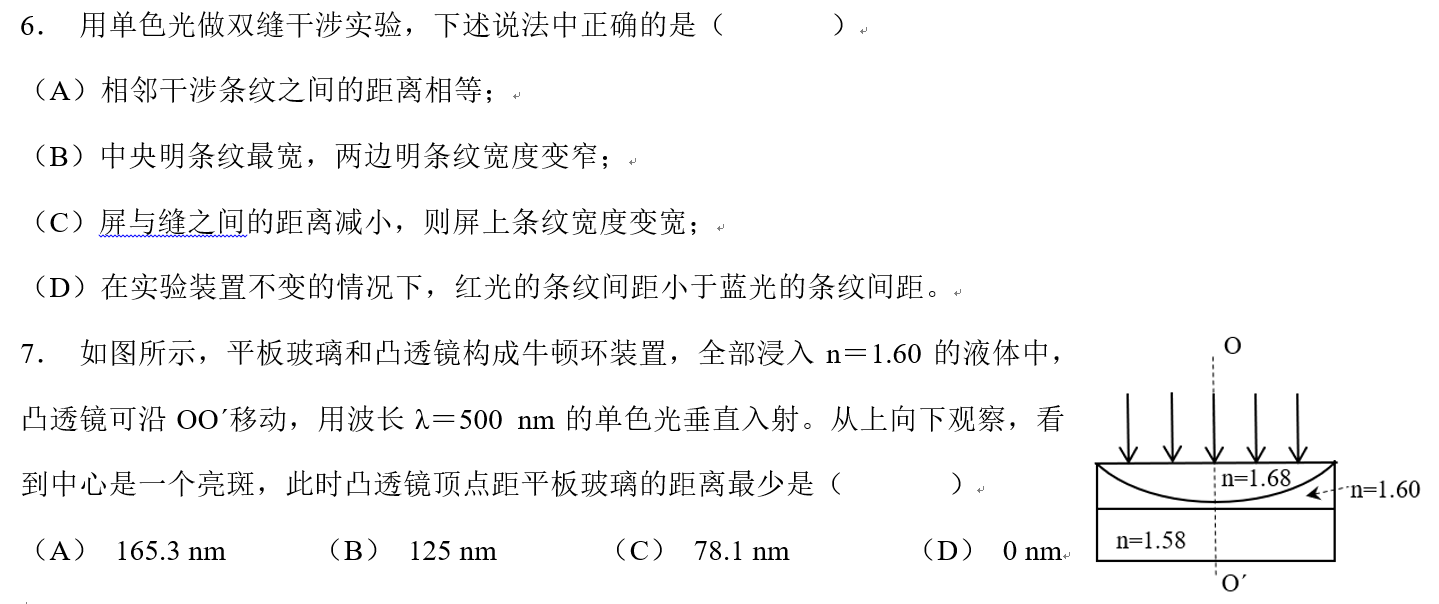 6． 用单色光做双缝干涉实验，下述说法中正确的是（　　）
（A）相邻干涉条纹之间的距离相等；
（B）中央明条纹最宽，两边明条纹宽度变窄；
（C）屏与缝之间的距离减小，则屏上条纹宽度变宽；
（D）在实验装置不变的情况下，红光的条纹间距小于蓝光的条纹间距。
7． 如图所示，平板玻璃和凸透镜构成牛顿环装置，全部浸入 n＝1.60 的液体中，
凸透镜可沿 OO′移动，用波长 λ＝500 nm 的单色光垂直入射。从上向下观察，看
到中心是一个亮斑，此时凸透镜顶点距平板玻璃的距离最少是（　　）
（A） 165.3 nm （B） 125 nm （C） 78.1 nm （D） 0 nm
O
n=1.68
n=1.60
n=1.58
O′